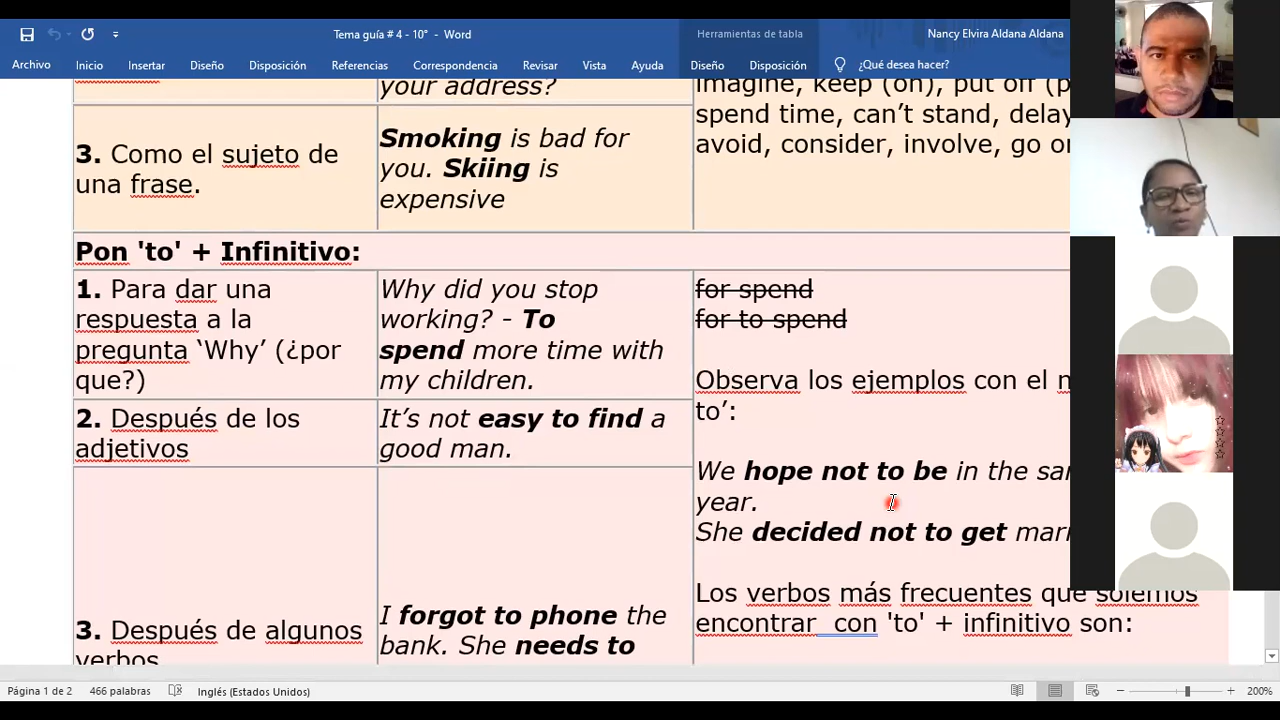 Tema guía # 4 - 10° - Word
Herramientas de tabla
Nancy Elvira Aldana Aldana
Archivo Inicio Insertar Diseño Disposición Referencias Correspondencia Revisar Vista Ayuda Diseño Disposición ¿Qué desea hacer?
your address?
imagine, keep (on), put off (p
spend time, can't stand, delay
avoid, consider, involve, go on
3. Como el sujeto de
una frase.
Smoking is bad for
you. Skiing is
expensive
Pon 'to' + Infinitivo:
1. Para dar una
respuesta a la
pregunta ‘Why’ (¿por
que?)
Why did you stop
working? - To
spend more time with
my children.
for spend
for to spend
Observa los ejemplos con el n
to’:
2. Después de los
adjetivos
It’s not easy to find a
good man.
We hope not to be in the sa
year.
She decided not to get marr
3. Después de algunos
verbos
I forgot to phone the
bank. She needs to
Los verbos más frecuentes que solemos
encontrar con 'to' + infinitivo son:
Página 1 de 2 466 palabras Inglés (Estados Unidos) 200%